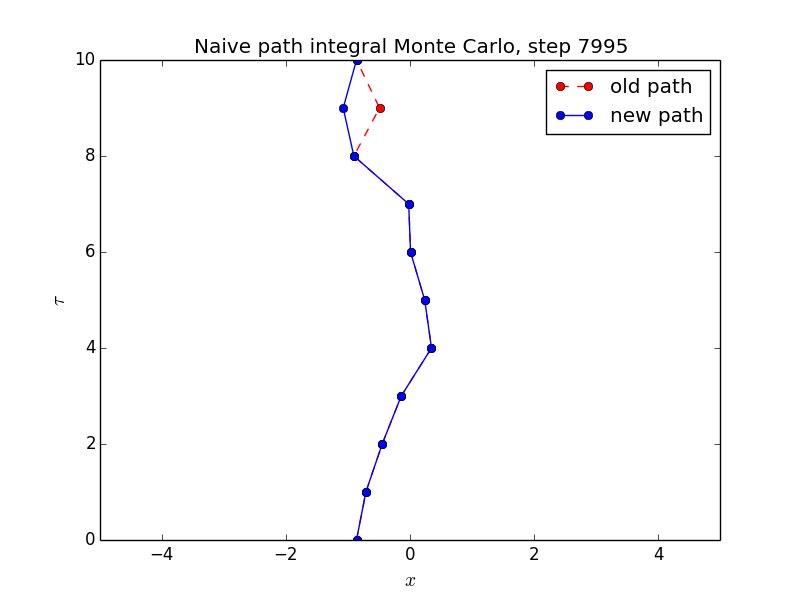 Naive path integral Monte Carlo, step 7995
10
8
6
4
2
0
τ
old path
new path
−4 −2 0 2 4
x